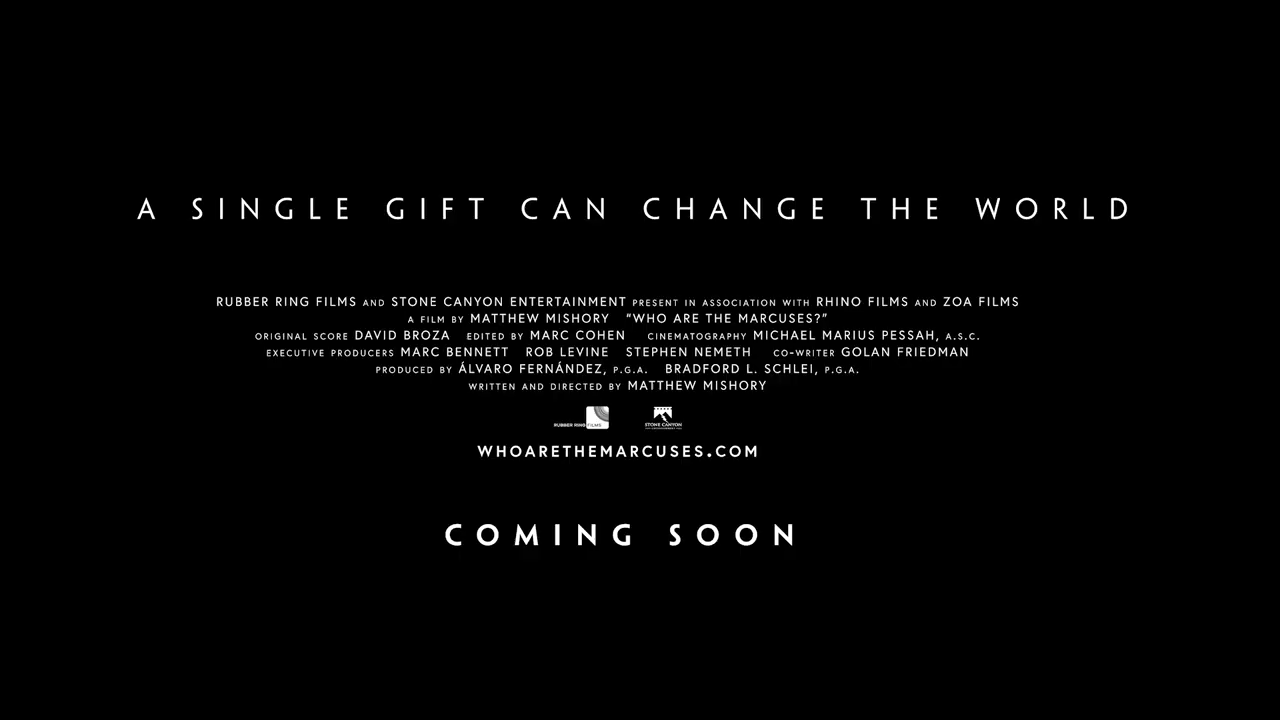 A SINGLE GIFT CAN CHANGE THE WORLD
RUBBER RING FILMS AND STONE CANYON ENTERTAINMENT PRESENT IN ASSOCIATION WITH RHINO FILMS AND ZOA FILMS
A FILM BY MATTHEW MISHORY "WHO ARE THE MARCUSES?"
ORIGINAL SCORE DAVID BROZA EDITED BY MARC COHEN CINEMATOGRAPHY MICHAEL MARIUS PESSAH, A.S.C.
EXECUTIVE PRODUCERS MARC BENNETT ROB LEVINE STEPHEN NEMETH CO-WRITER GOLAN FRIEDMAN
PRODUCED BY ÁLVARO FERNÁNDEZ, P.G.A. BRADFORD L. SCHLEI, P.G.A.
WRITTEN AND DIRECTED BY MATTHEW MISHORY
RUBBER RING FILMS STONE CANYON
WHOARETHEMARCUSES.COM
COMING SOON